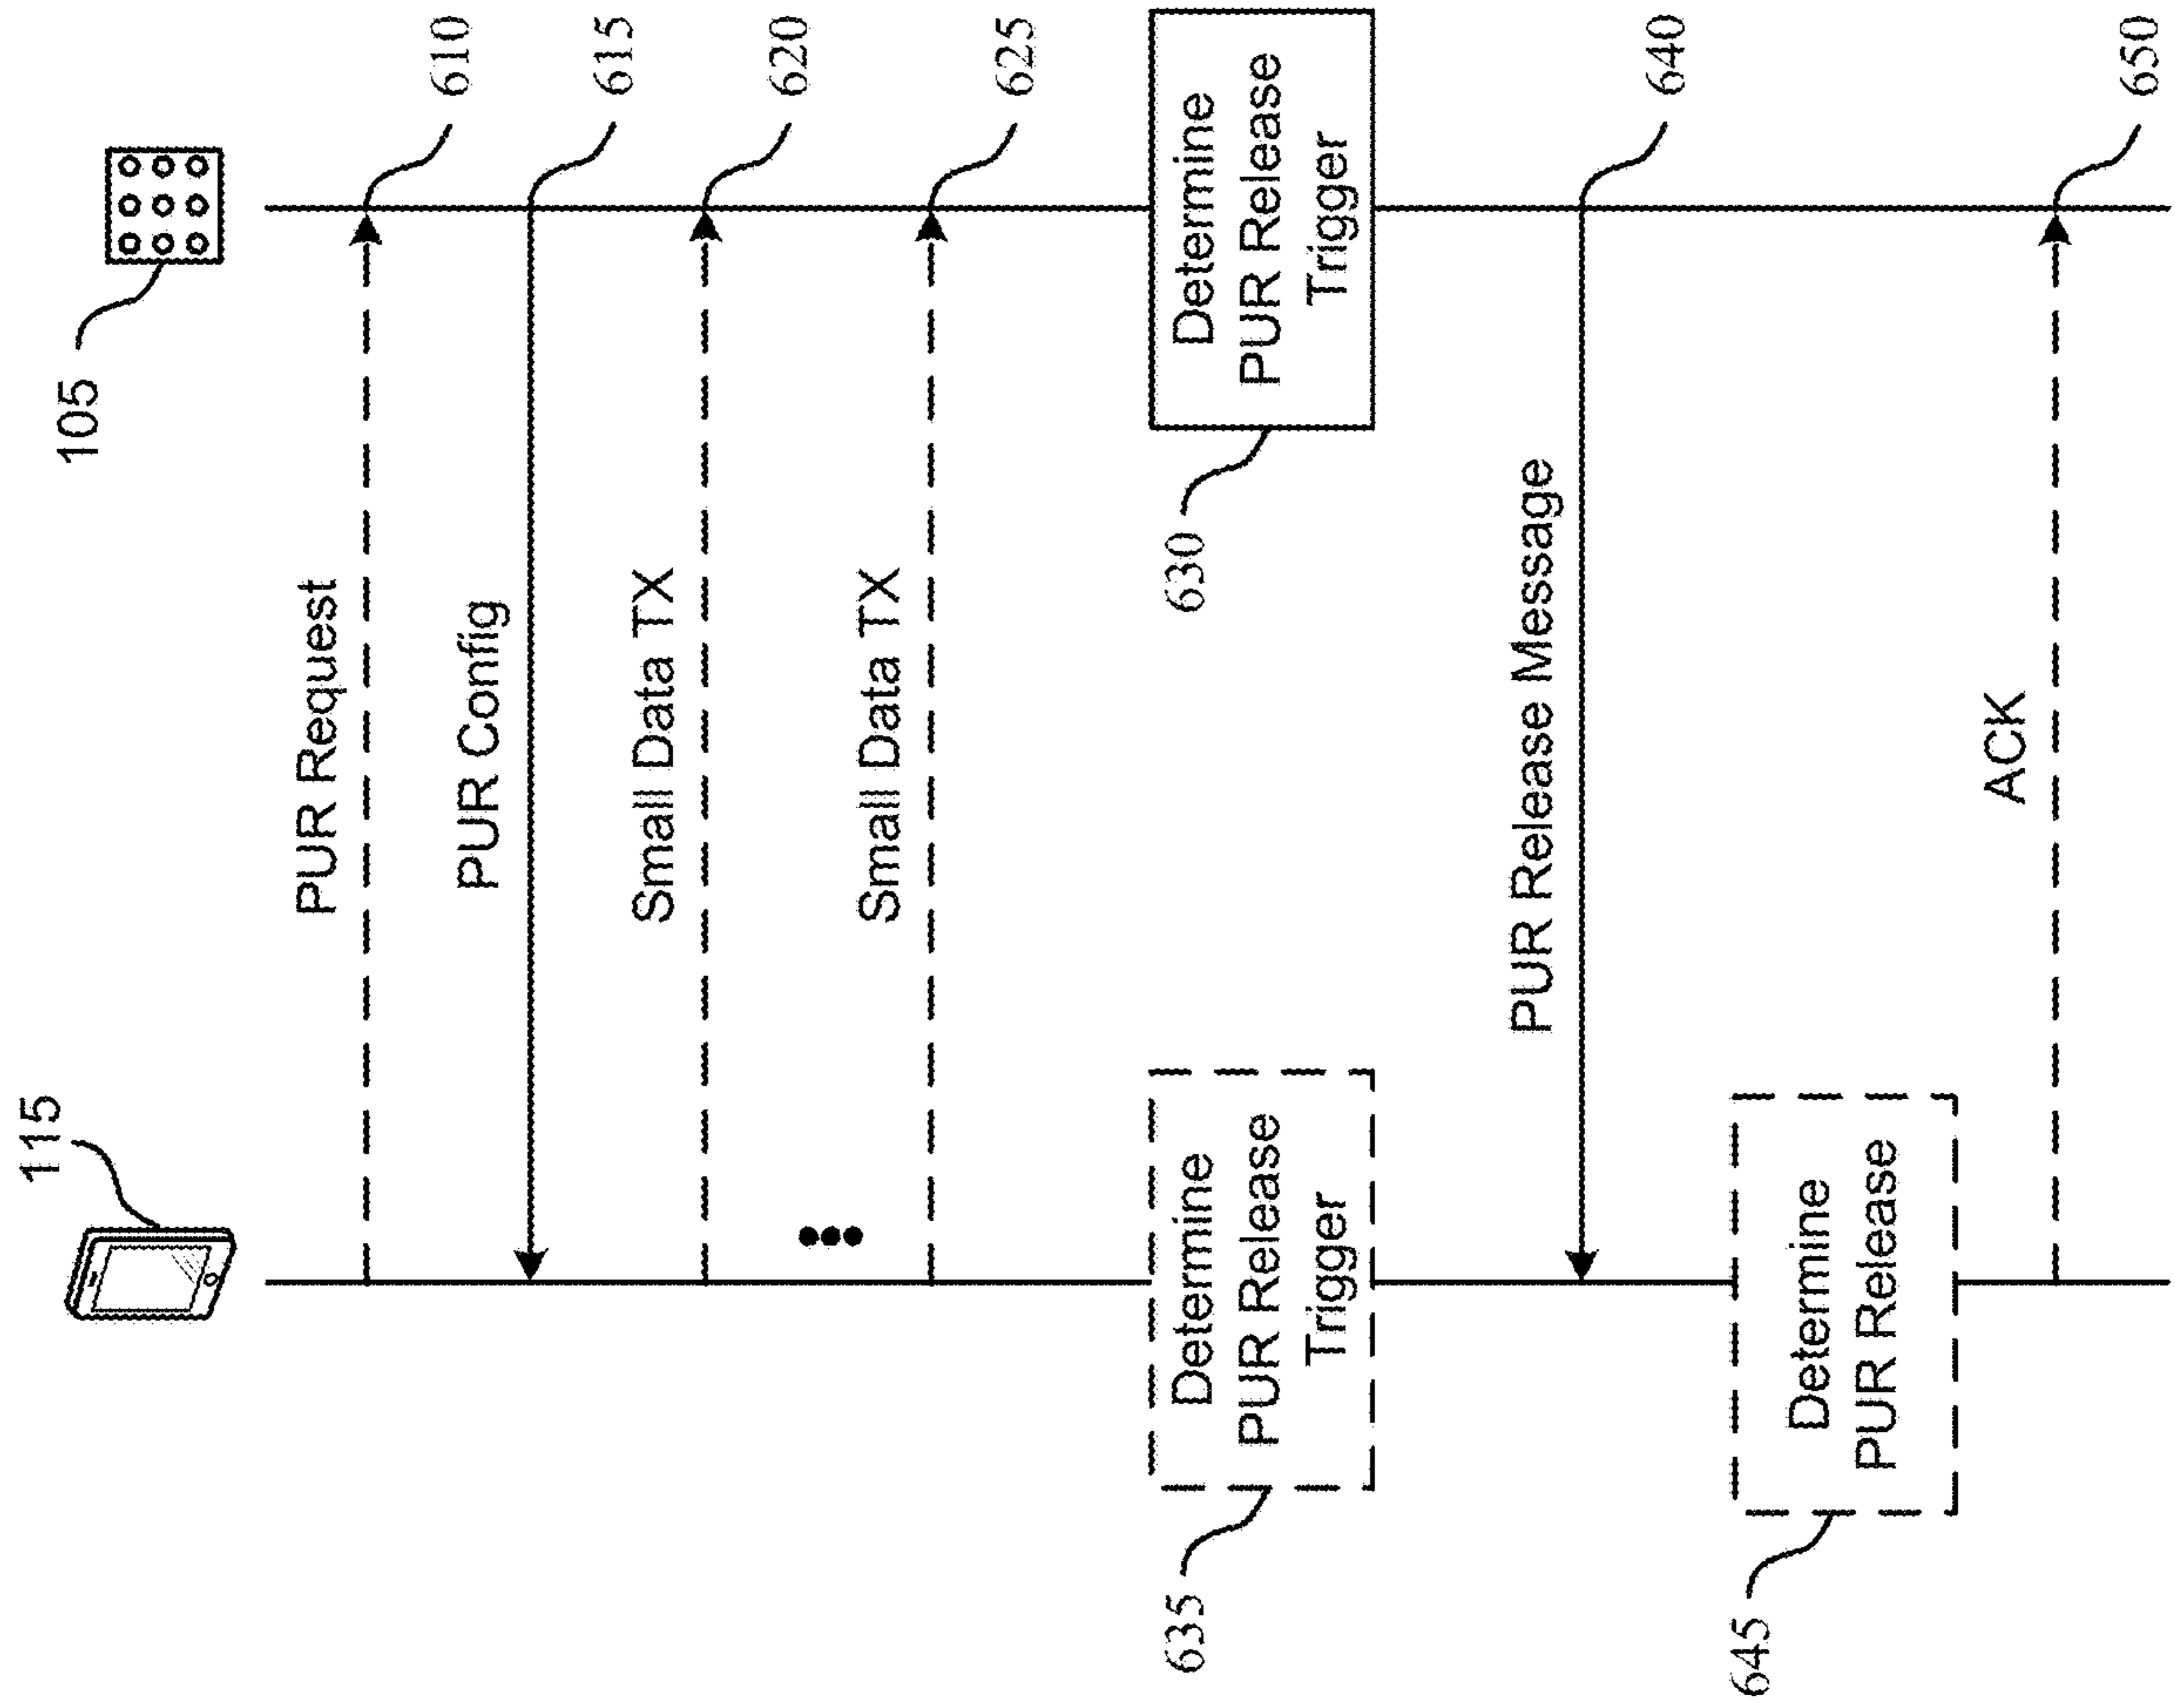 115
105
PUR Request
610
PUR Config
615
Small Data TX
620
Small Data TX
625
Determine
PUR Release
Trigger
635
Determine
PUR Release
Trigger
630
PUR Release Message
640
Determine
PUR Release
645
ACK
650